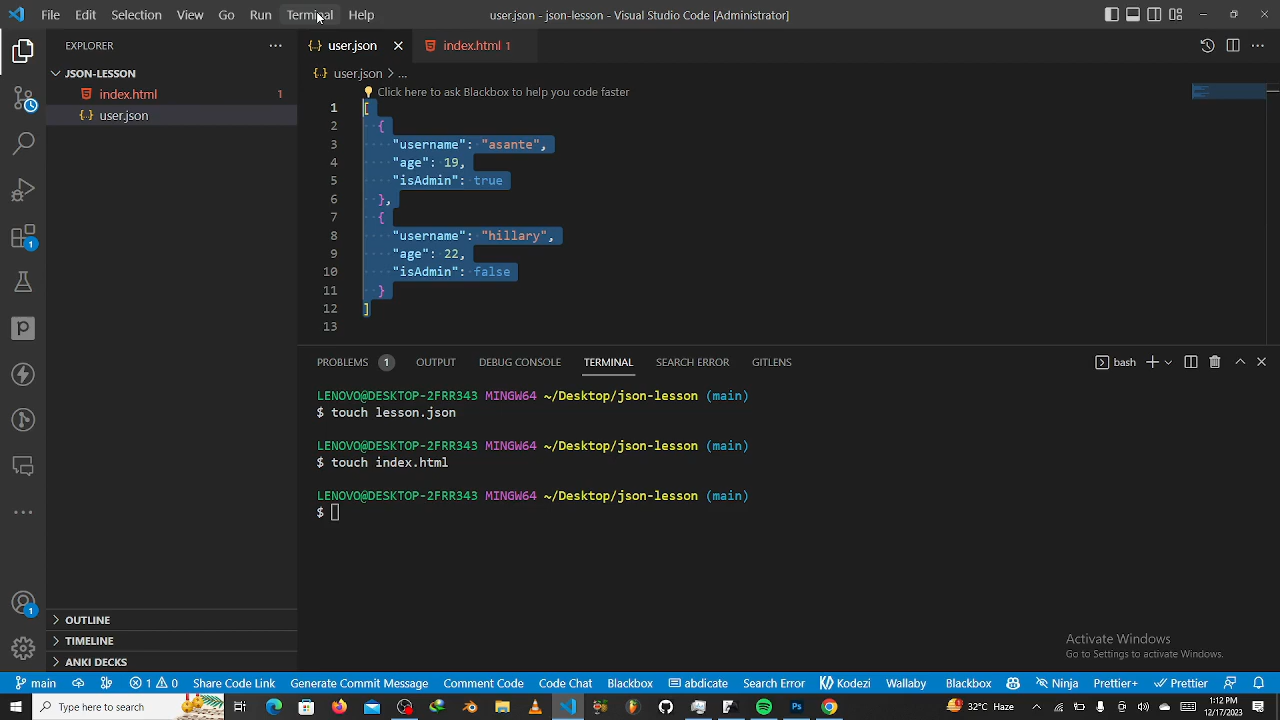 File Edit Selection View Go Run Terminal Help user.json - json-lesson - Visual Studio Code [Administrator]
EXPLORER
JSON-LESSON
index.html 1
user.json
OUTLINE
TIMELINE
ANKI DECKS
{} user.json index.html 1
{} user.json > ...
Click here to ask Blackbox to help you code faster
1 [
2 {
3 "username": "asante",
4 "age": 19,
5 "isAdmin": true
6 },
7 {
8 "username": "hillary",
9 "age": 22,
10 "isAdmin": false
11 }
12 ]
13
PROBLEMS 1 OUTPUT DEBUG CONSOLE TERMINAL SEARCH ERROR GITLENS bash
LENOVO@DESKTOP-2FRR343 MINGW64 ~/Desktop/json-lesson (main)
$ touch lesson.json
LENOVO@DESKTOP-2FRR343 MINGW64 ~/Desktop/json-lesson (main)
$ touch index.html
LENOVO@DESKTOP-2FRR343 MINGW64 ~/Desktop/json-lesson (main)
$
Activate Windows
Go to Settings to activate Windows.
main 1 0 Share Code Link Generate Commit Message Comment Code Code Chat Blackbox abdicate Search Error Kodezi Wallaby Blackbox Ninja Prettier+ Prettier
Type here to search 32°C 1:12 PM
12/17/2023